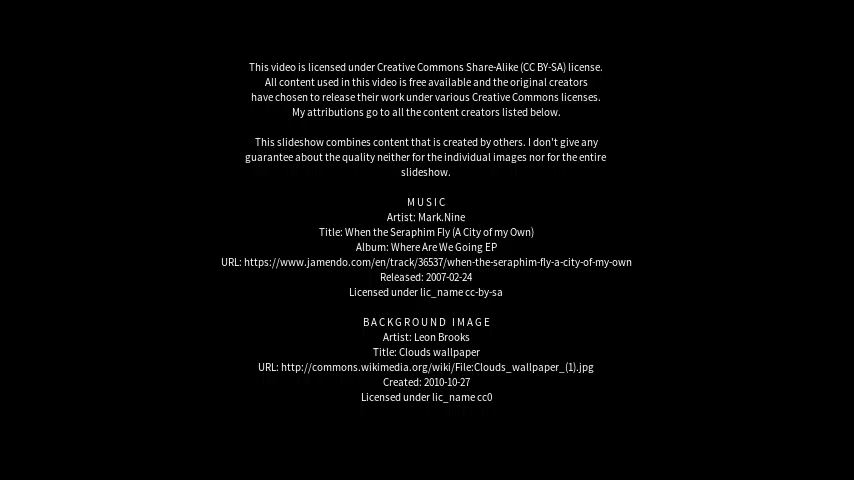 This video is licensed under Creative Commons Share-Alike (CC BY-SA) license.
All content used in this video is free available and the original creators
have chosen to release their work under various Creative Commons licenses.
My attributions go to all the content creators listed below.
This slideshow combines content that is created by others. I don't give any
guarantee about the quality neither for the individual images nor for the entire
slideshow.
M U S I C
Artist: Mark.Nine
Title: When the Seraphim Fly (A City of my Own)
Album: Where Are We Going EP
URL: https://www.jamendo.com/en/track/36537/when-the-seraphim-fly-a-city-of-my-own
Released: 2007-02-24
Licensed under lic_name cc-by-sa
B A C K G R O U N D   I M A G E
Artist: Leon Brooks
Title: Clouds wallpaper
URL: http://commons.wikimedia.org/wiki/File:Clouds_wallpaper_(1).jpg
Created: 2010-10-27
Licensed under lic_name cc0